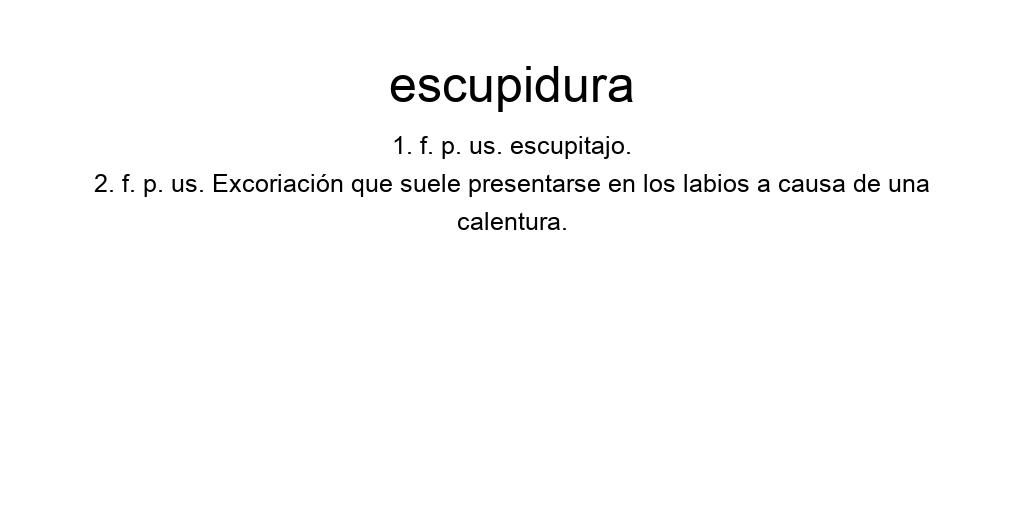 escupidura
1. f. p. us. escupitajo.
2. f. p. us. Excoriación que suele presentarse en los labios a causa de una
calentura.